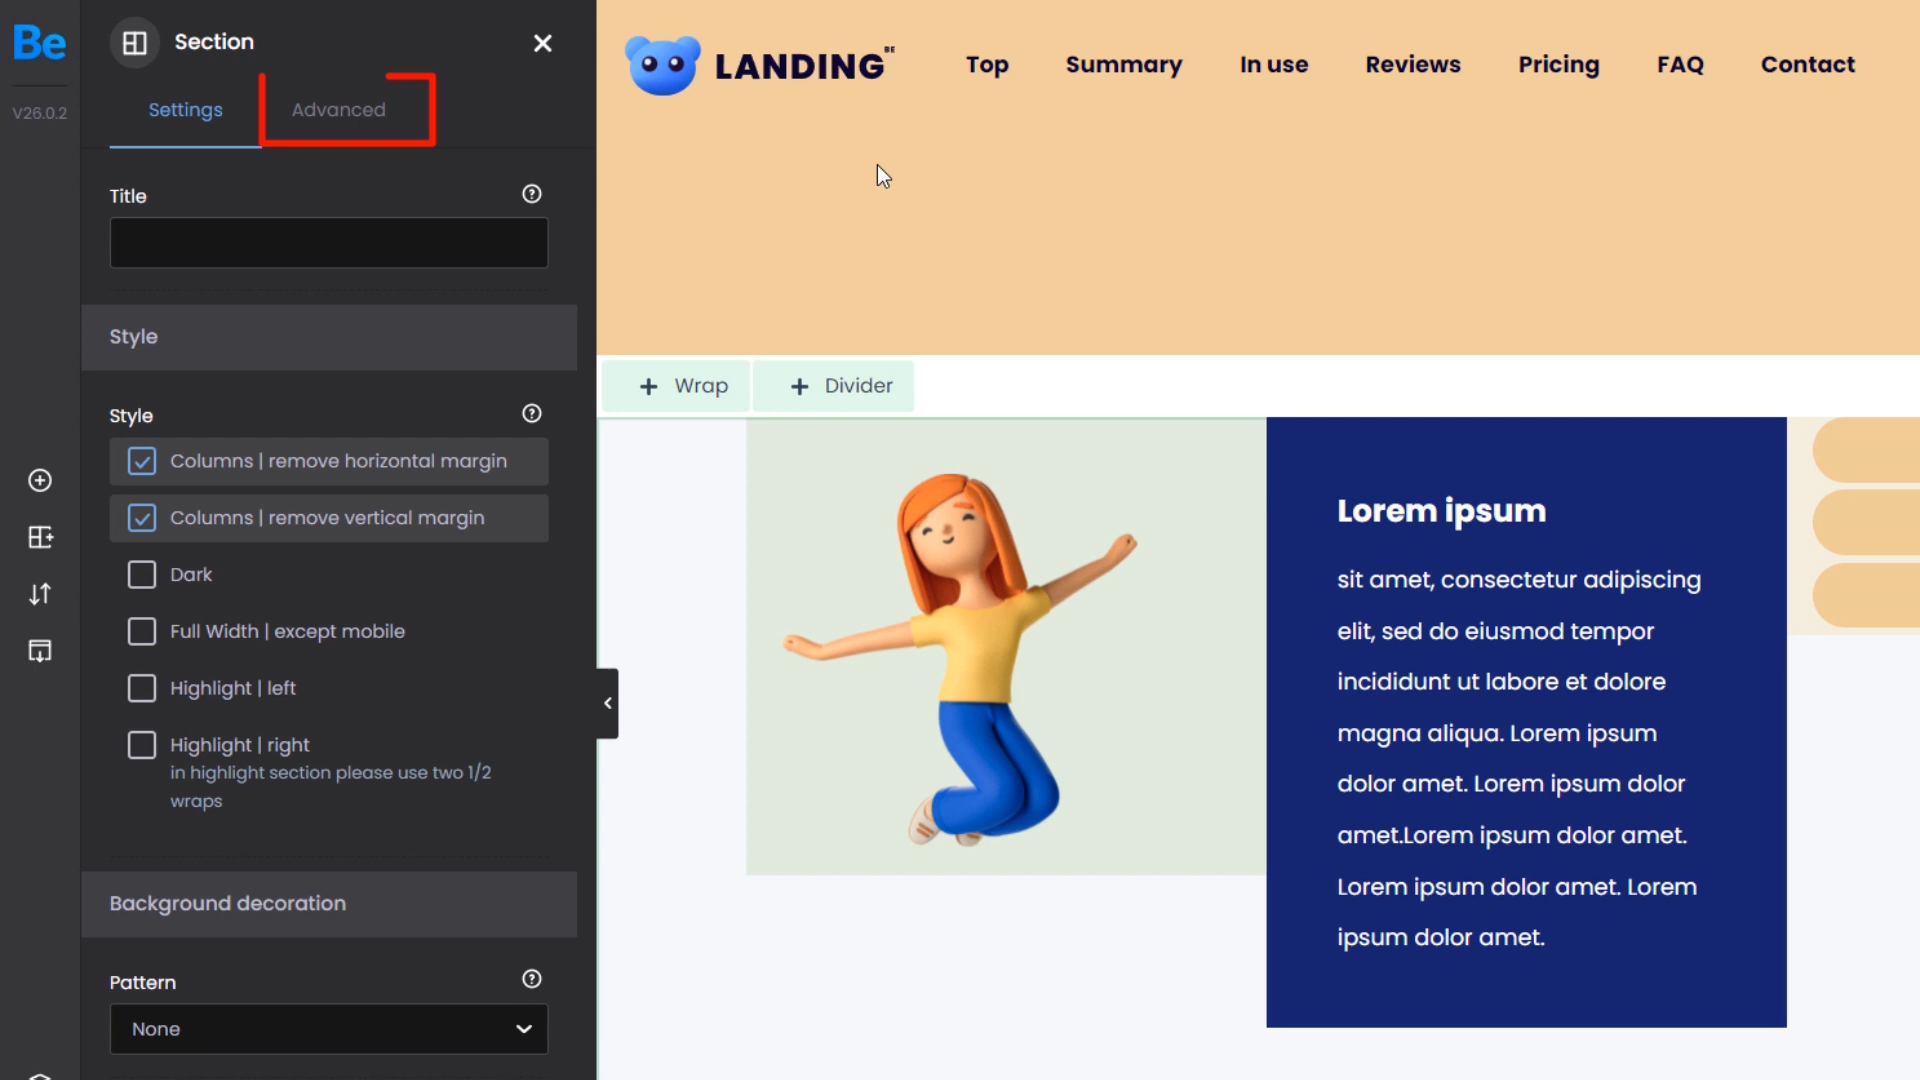 Be
V26.0.2
Section
Settings
Advanced
Title
Style
Style
Columns | remove horizontal margin
Columns | remove vertical margin
Dark
Full Width | except mobile
Highlight | left
Highlight | right
in highlight section please use two 1/2
wraps
Background decoration
Pattern
None
LANDING BE
Top
Summary
In use
Reviews
Pricing
FAQ
Contact
+ Wrap
+ Divider
Lorem ipsum
sit amet, consectetur adipiscing
elit, sed do eiusmod tempor
incididunt ut labore et dolore
magna aliqua. Lorem ipsum
dolor amet. Lorem ipsum dolor
amet.Lorem ipsum dolor amet.
Lorem ipsum dolor amet. Lorem
ipsum dolor amet.